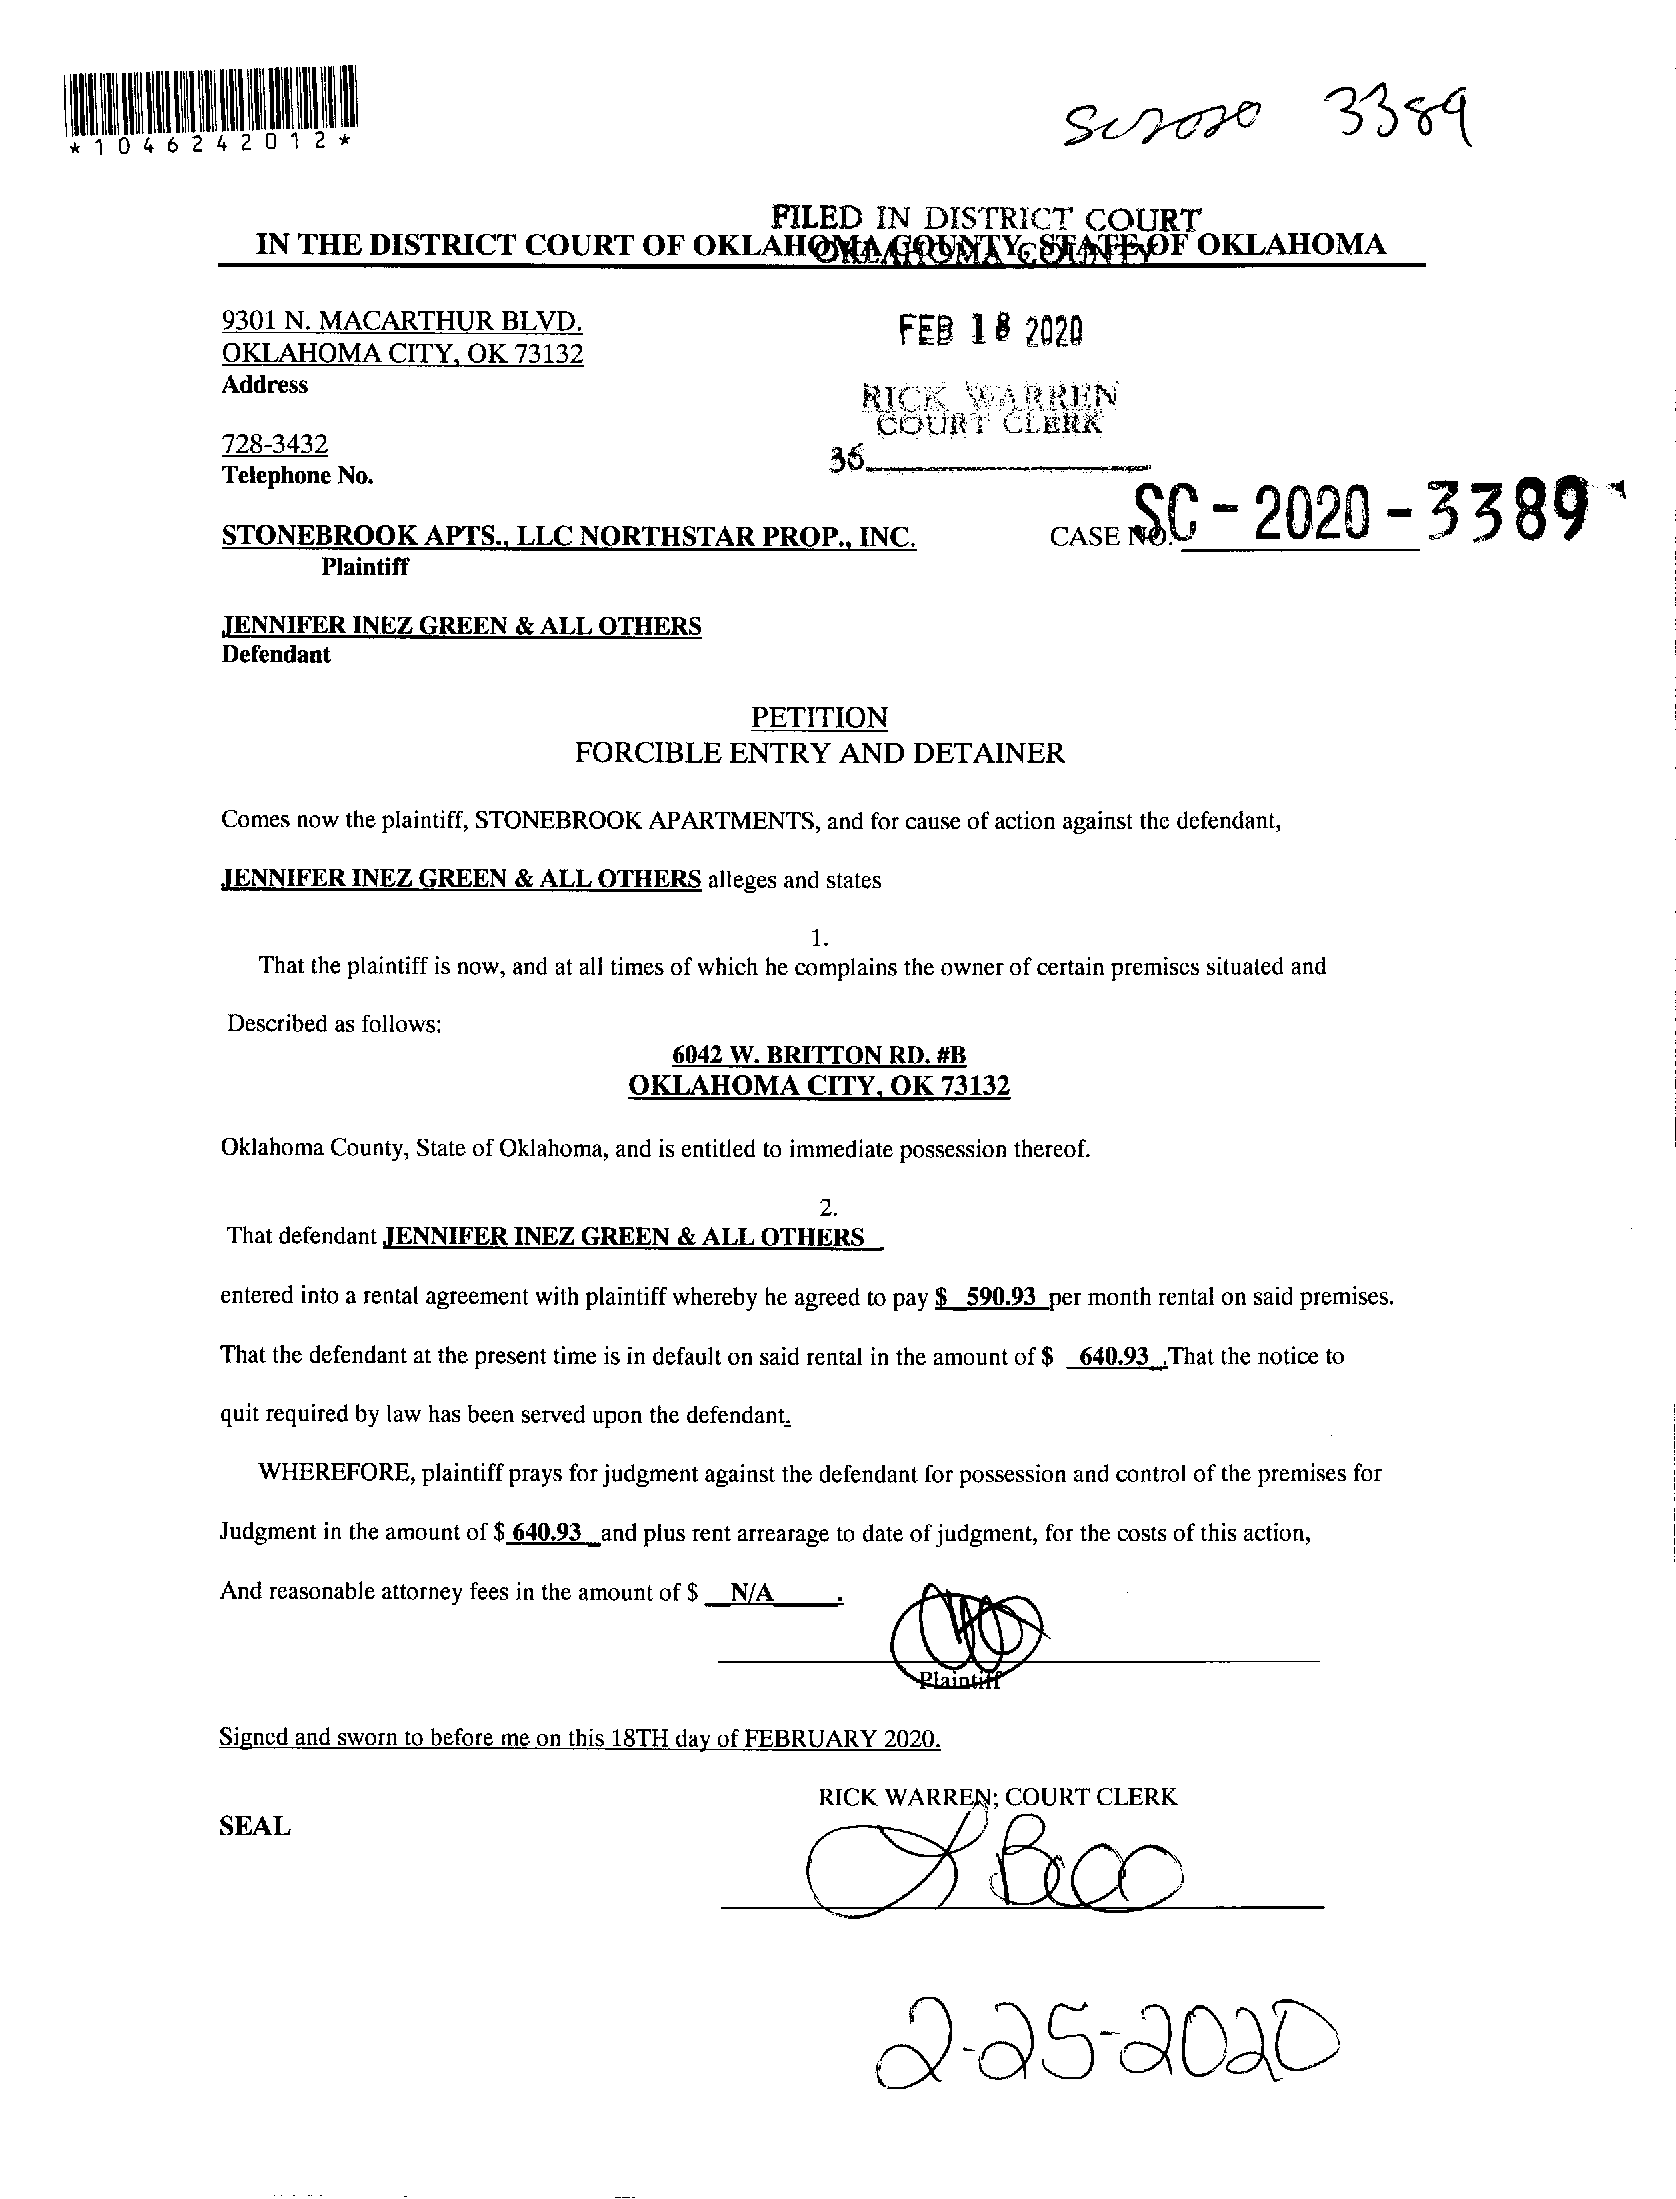 *1046242012*
SC2020 3389
FILED IN DISTRICT COURT
OKLAHOMA COUNTY
IN THE DISTRICT COURT OF OKLAHOMA COUNTY, STATE OF OKLAHOMA
9301 N. MACARTHUR BLVD.
OKLAHOMA CITY, OK 73132
Address
FEB 18 2020
RICK WARREN
COURT CLERK
728-3432
Telephone No.
36
STONEBROOK APTS., LLC NORTHSTAR PROP., INC.
Plaintiff
CASE NO. SC - 2020 - 3389
JENNIFER INEZ GREEN & ALL OTHERS
Defendant
PETITION
FORCIBLE ENTRY AND DETAINER
Comes now the plaintiff, STONEBROOK APARTMENTS, and for cause of action against the defendant,
JENNIFER INEZ GREEN & ALL OTHERS alleges and states
1.
That the plaintiff is now, and at all times of which he complains the owner of certain premises situated and
Described as follows:
6042 W. BRITTON RD. #B
OKLAHOMA CITY, OK 73132
Oklahoma County, State of Oklahoma, and is entitled to immediate possession thereof.
2.
That defendant JENNIFER INEZ GREEN & ALL OTHERS
entered into a rental agreement with plaintiff whereby he agreed to pay $ 590.93 per month rental on said premises.
That the defendant at the present time is in default on said rental in the amount of $ 640.93 .That the notice to
quit required by law has been served upon the defendant.
WHEREFORE, plaintiff prays for judgment against the defendant for possession and control of the premises for
Judgment in the amount of $ 640.93 and plus rent arrearage to date of judgment, for the costs of this action,
And reasonable attorney fees in the amount of $ N/A .
Plaintiff
Signed and sworn to before me on this 18TH day of FEBRUARY 2020.
RICK WARREN; COURT CLERK
SEAL
2-25-2020